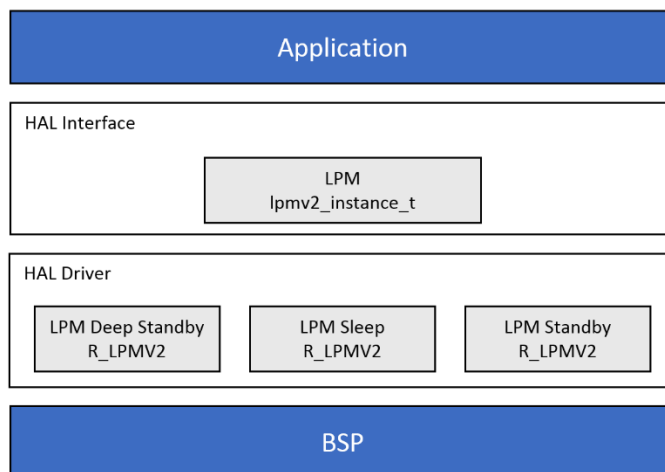 Application
HAL Interface
LPM
lpmv2_instance_t
HAL Driver
LPM Deep Standby
R_LPMV2
LPM Sleep
R_LPMV2
LPM Standby
R_LPMV2
BSP